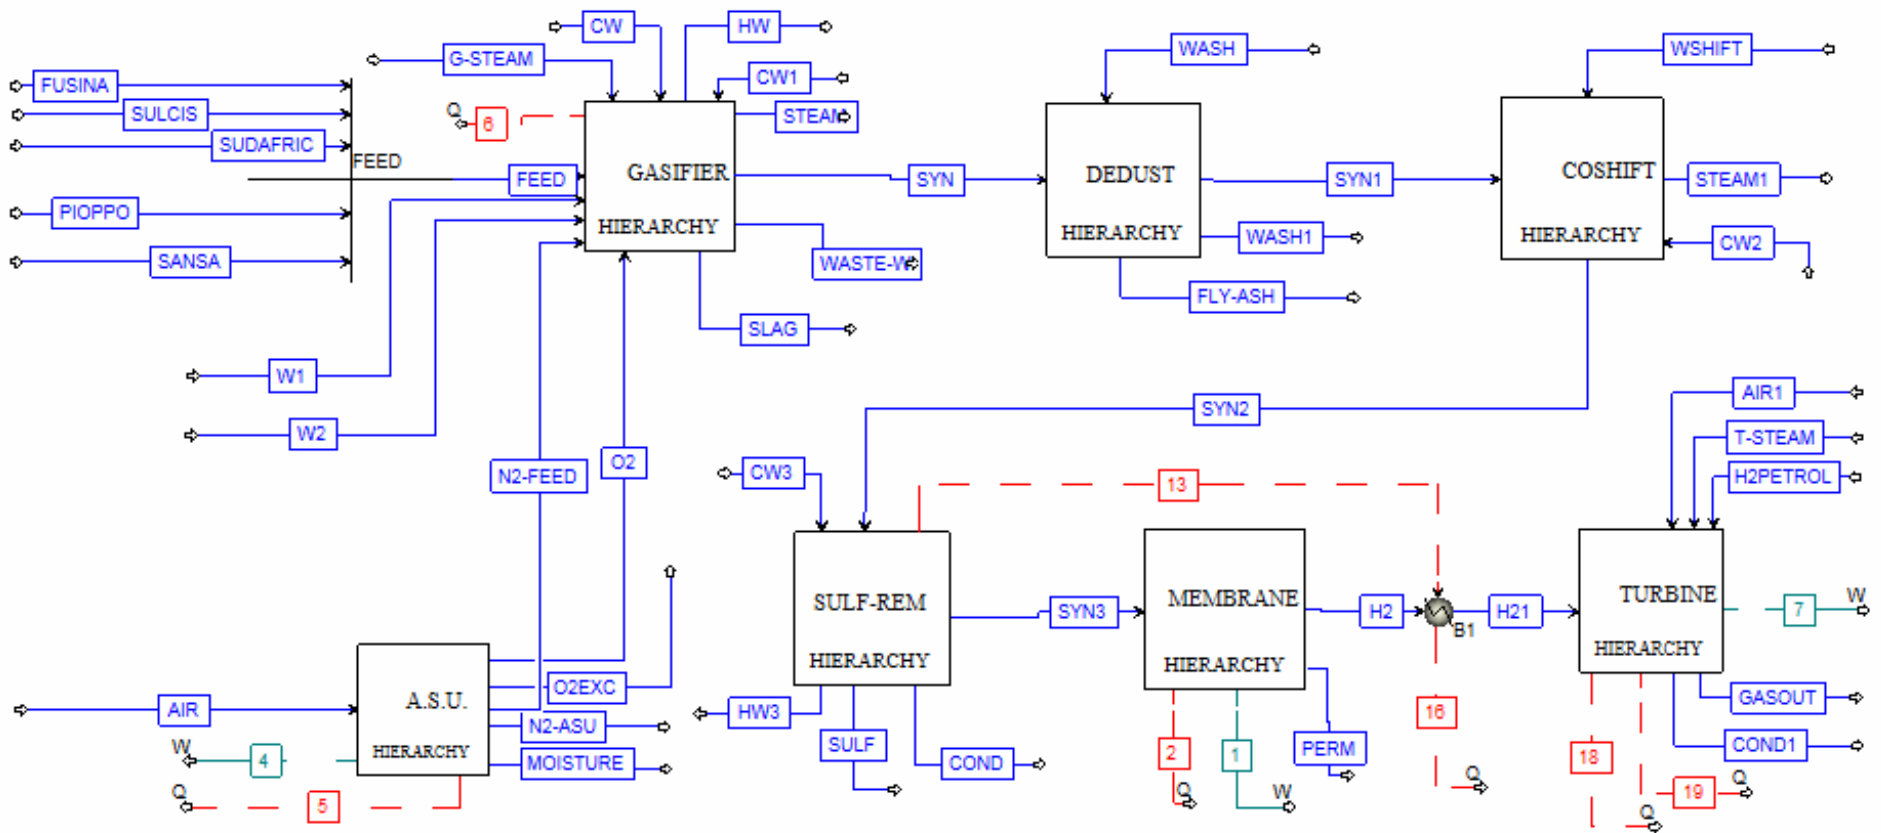 CW
HW
G-STEAM
CW1
WASH
WSHIFT
FUSINA
SULCIS
SUDAFRIC
Q
6
STEAM
FEED
FEED
GASIFIER
HIERARCHY
SYN
DEDUST
HIERARCHY
SYN1
COSHIFT
HIERARCHY
STEAM1
PIOPPO
SANSA
WASTE-W
WASH1
CW2
FLY-ASH
SLAG
W1
W2
SYN2
AIR1
T-STEAM
H2PETROL
N2-FEED
O2
CW3
13
SULF-REM
HIERARCHY
SYN3
MEMBRANE
HIERARCHY
H2
B1
H21
TURBINE
HIERARCHY
7
W
AIR
A.S.U.
HIERARCHY
O2EXC
N2-ASU
MOISTURE
W
4
Q
5
HW3
SULF
COND
2
Q
1
W
PERM
16
Q
GASOUT
COND1
18
Q
19
Q